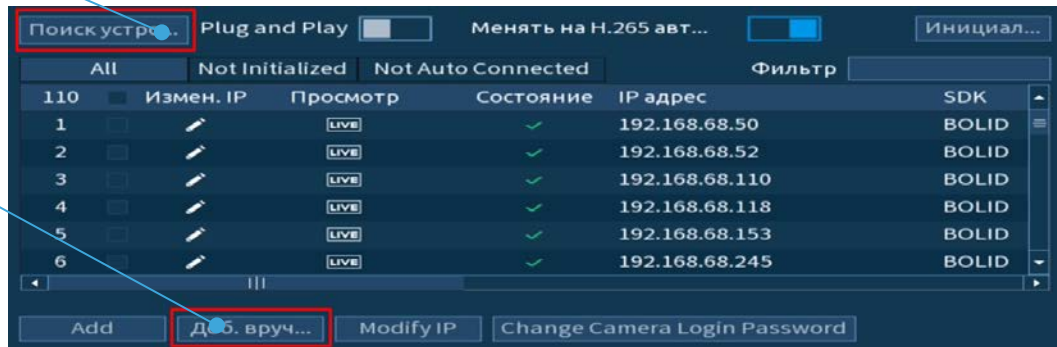 Поиск устро... Plug and Play Менять на Н.265 авт... Инициал...
All Not Initialized Not Auto Connected Фильтр
110 Измен. IP Просмотр Состояние IP адрес SDK
1 LIVE 192.168.68.50 BOLID
2 LIVE 192.168.68.52 BOLID
3 LIVE 192.168.68.110 BOLID
4 LIVE 192.168.68.118 BOLID
5 LIVE 192.168.68.153 BOLID
6 LIVE 192.168.68.245 BOLID
Add Доб. вруч... Modify IP Change Camera Login Password